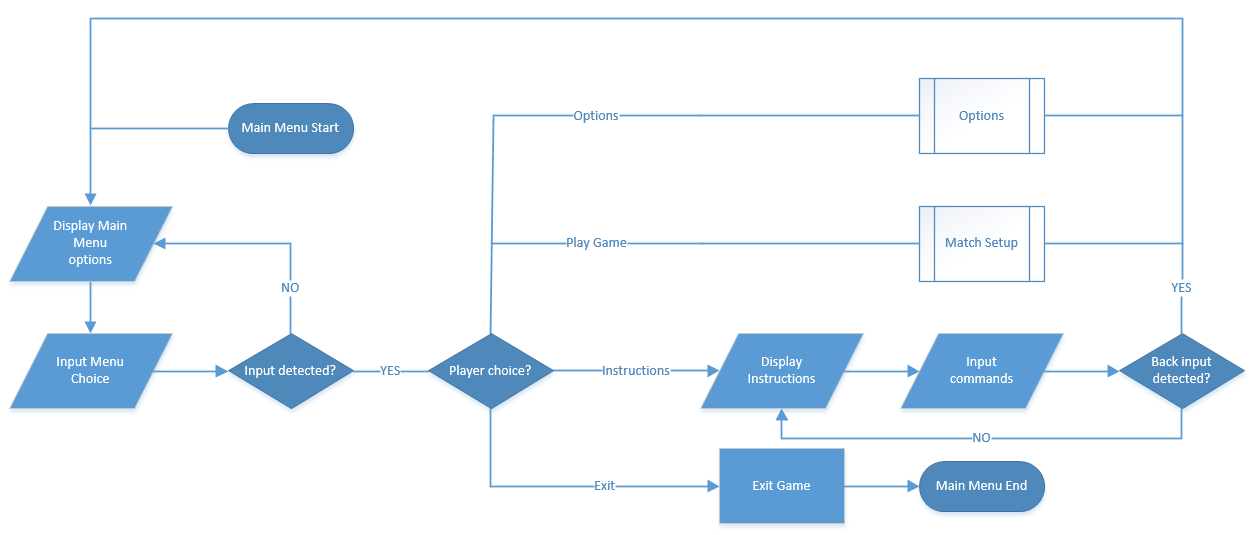 Options
Options
Main Menu Start
Display Main
Menu
options
Play Game
Match Setup
NO
YES
Input Menu
Choice
Input detected?
YES
Player choice?
Instructions
Display
Instructions
Input
commands
Back input
detected?
NO
Exit
Exit Game
Main Menu End